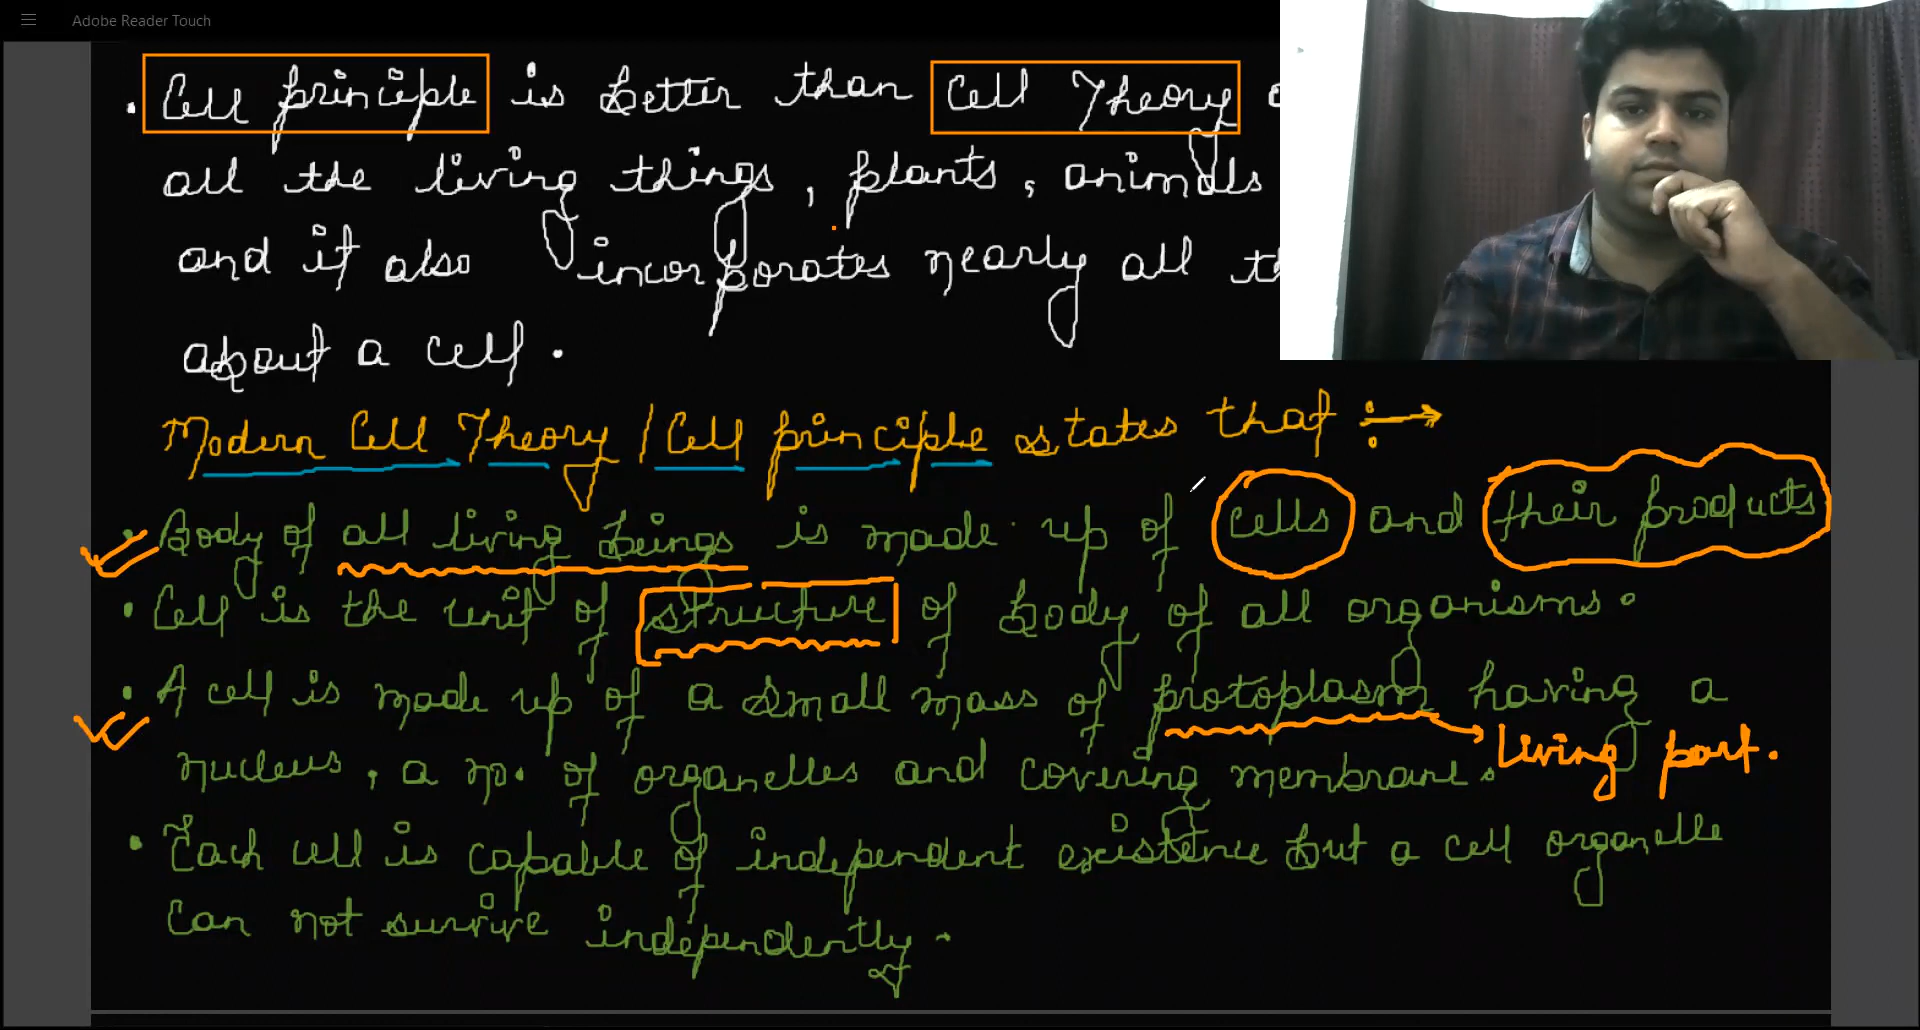 Adobe Reader Touch
. Cell principle is better than Cell Theory
all the living things, plants, animals
and it also incorporates nearly all
about a cell.
Modern Cell Theory / Cell principle states that ÷→
• Body of all living beings is made up of cells and their products
• Cell is the unit of structure of body of all organisms.
• A cell is made up of a small mass of protoplasm having a
nucleus, a no. of organelles and covering membrane. Living part.
• Each cell is capable of independent existence but a cell organelle
can not survive independently.